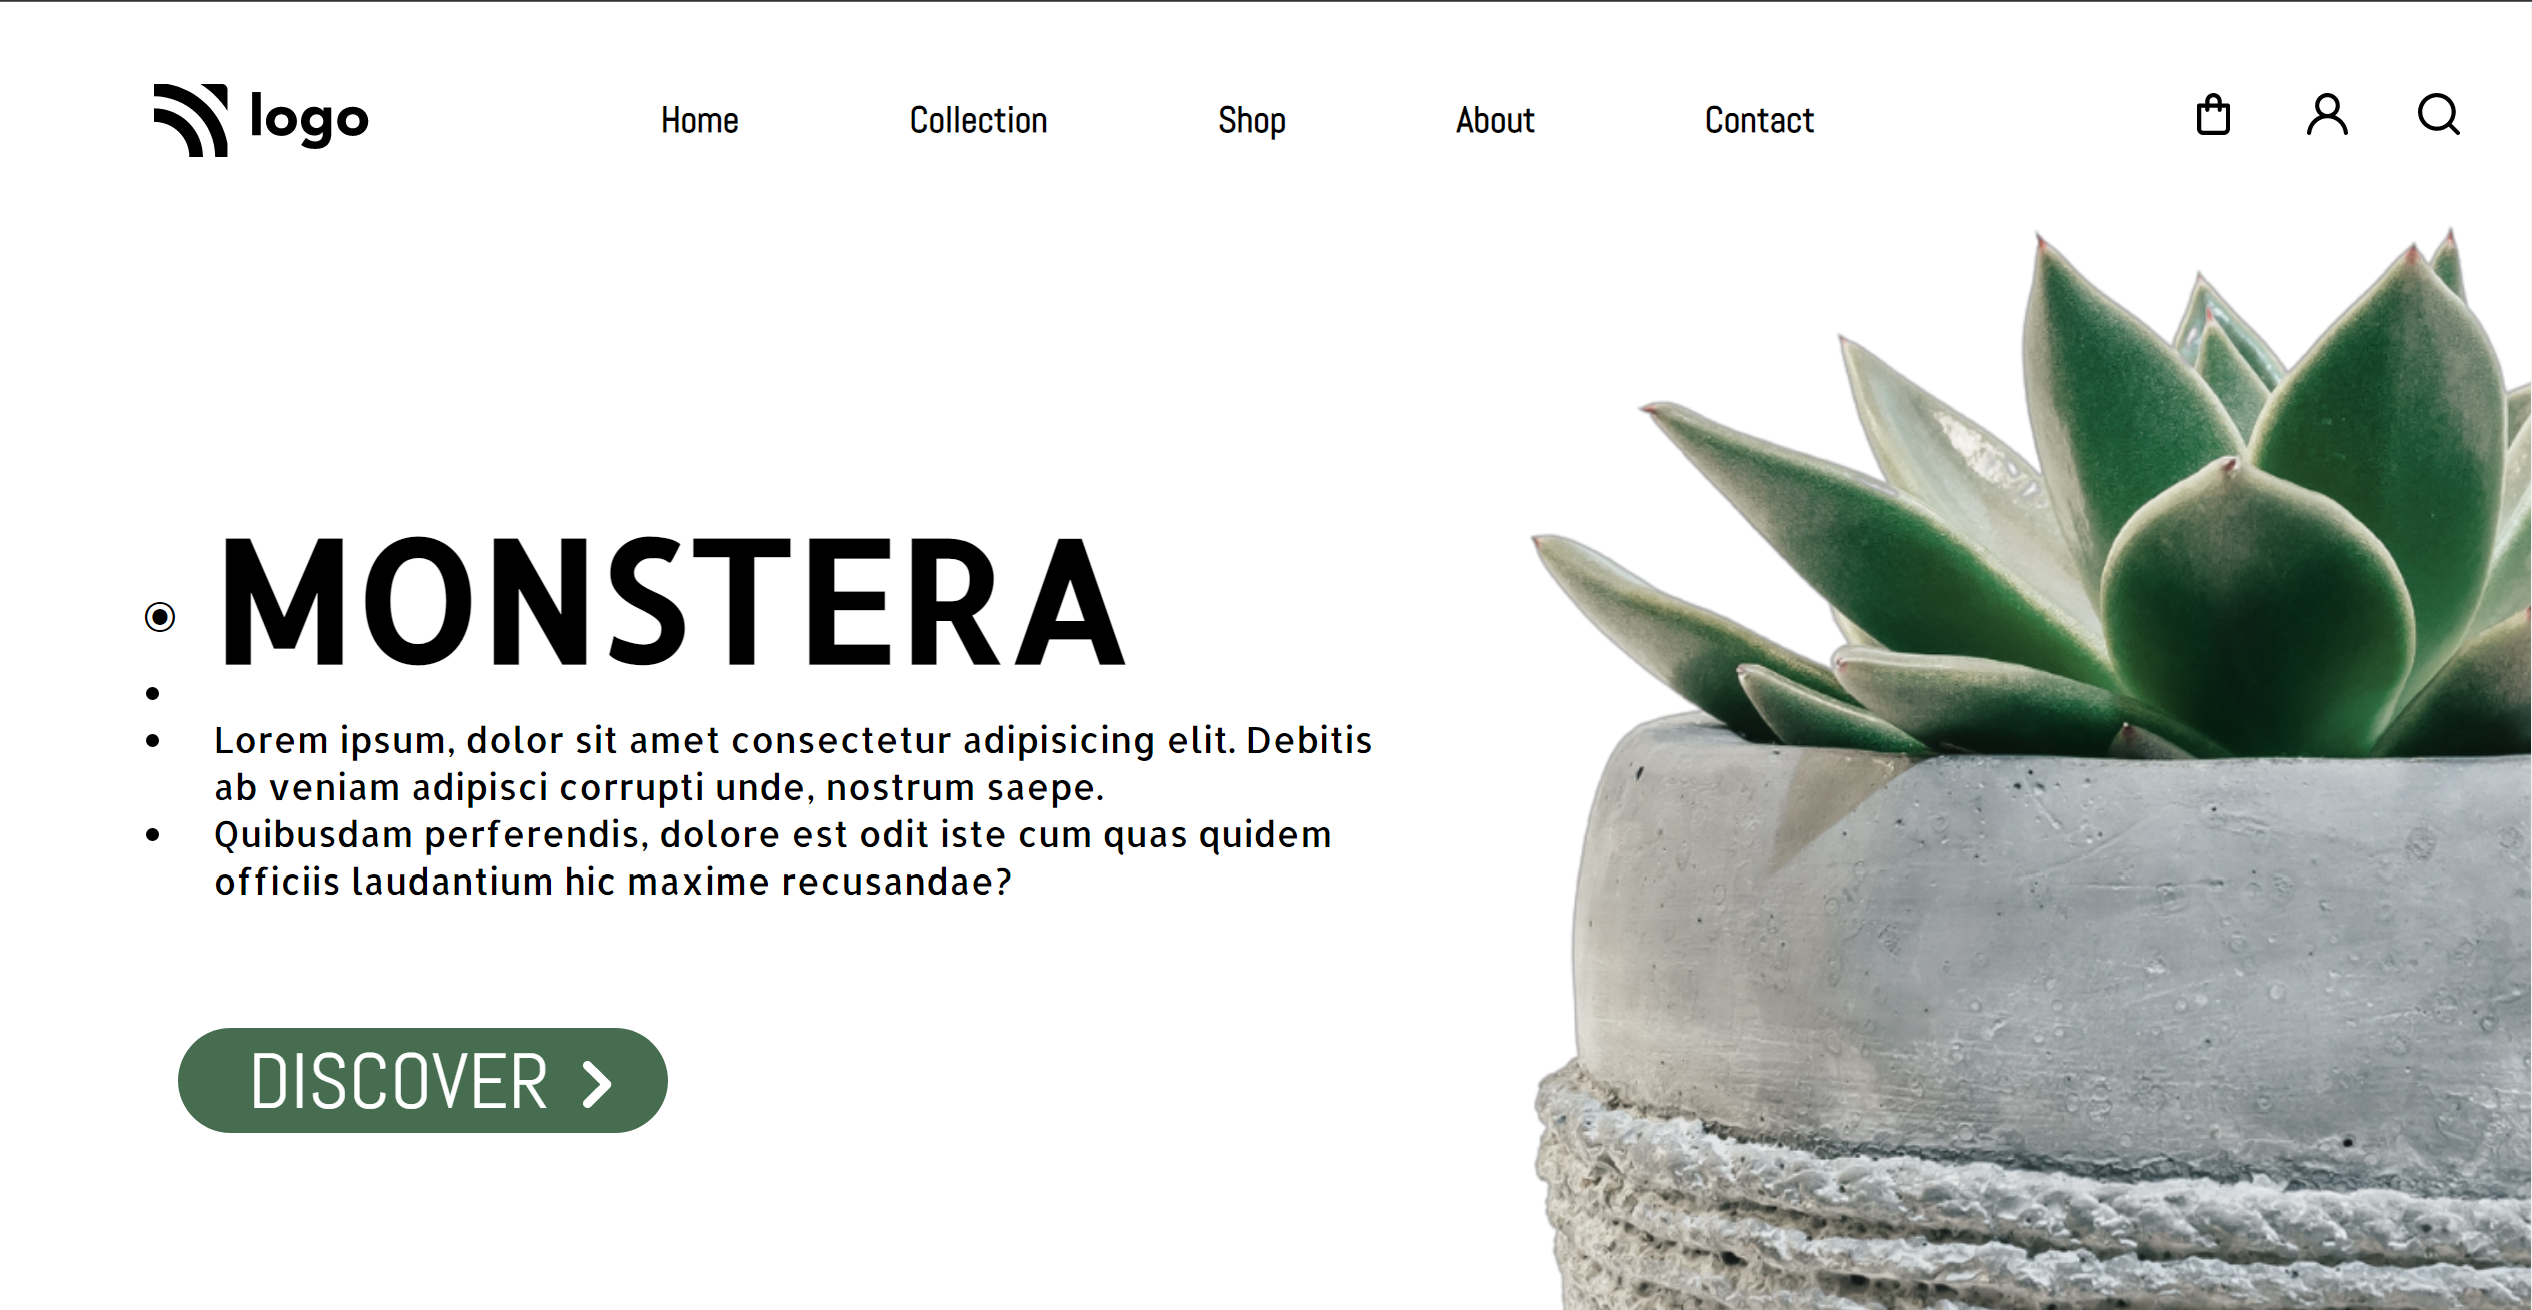 logo
Home Collection Shop About Contact
MONSTERA
Lorem ipsum, dolor sit amet consectetur adipisicing elit. Debitis
ab veniam adipisci corrupti unde, nostrum saepe.
Quibusdam perferendis, dolore est odit iste cum quas quidem
officiis laudantium hic maxime recusandae?
DISCOVER